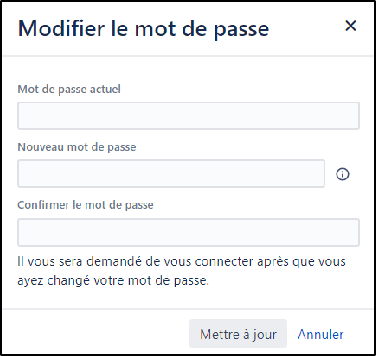 Modifier le mot de passe
Mot de passe actuel
Nouveau mot de passe
Confirmer le mot de passe
Il vous sera demandé de vous connecter après que vous
ayez changé votre mot de passe.
Mettre à jour Annuler